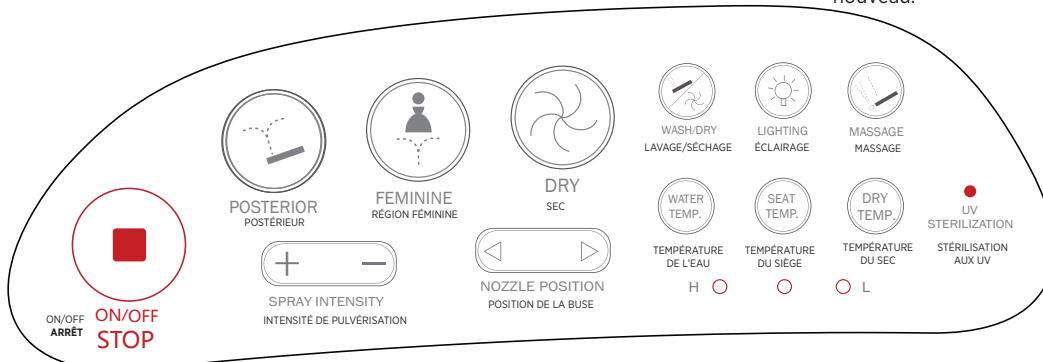 nouveau.
POSTERIOR
POSTÉRIEUR
FEMININE
RÉGION FÉMININE
DRY
SEC
WASH/DRY
LAVAGE/SÉCHAGE
LIGHTING
ÉCLAIRAGE
MASSAGE
MASSAGE
WATER
TEMP.
TEMPÉRATURE
DE L'EAU
SEAT
TEMP.
TEMPÉRATURE
DU SIÈGE
DRY
TEMP.
TEMPÉRATURE
DU SEC
UV
STERILIZATION
STÉRILISATION
AUX UV
H
L
SPRAY INTENSITY
INTENSITÉ DE PULVÉRISATION
NOZZLE POSITION
POSITION DE LA BUSE
ON/OFF
ARRÊT
ON/OFF
STOP